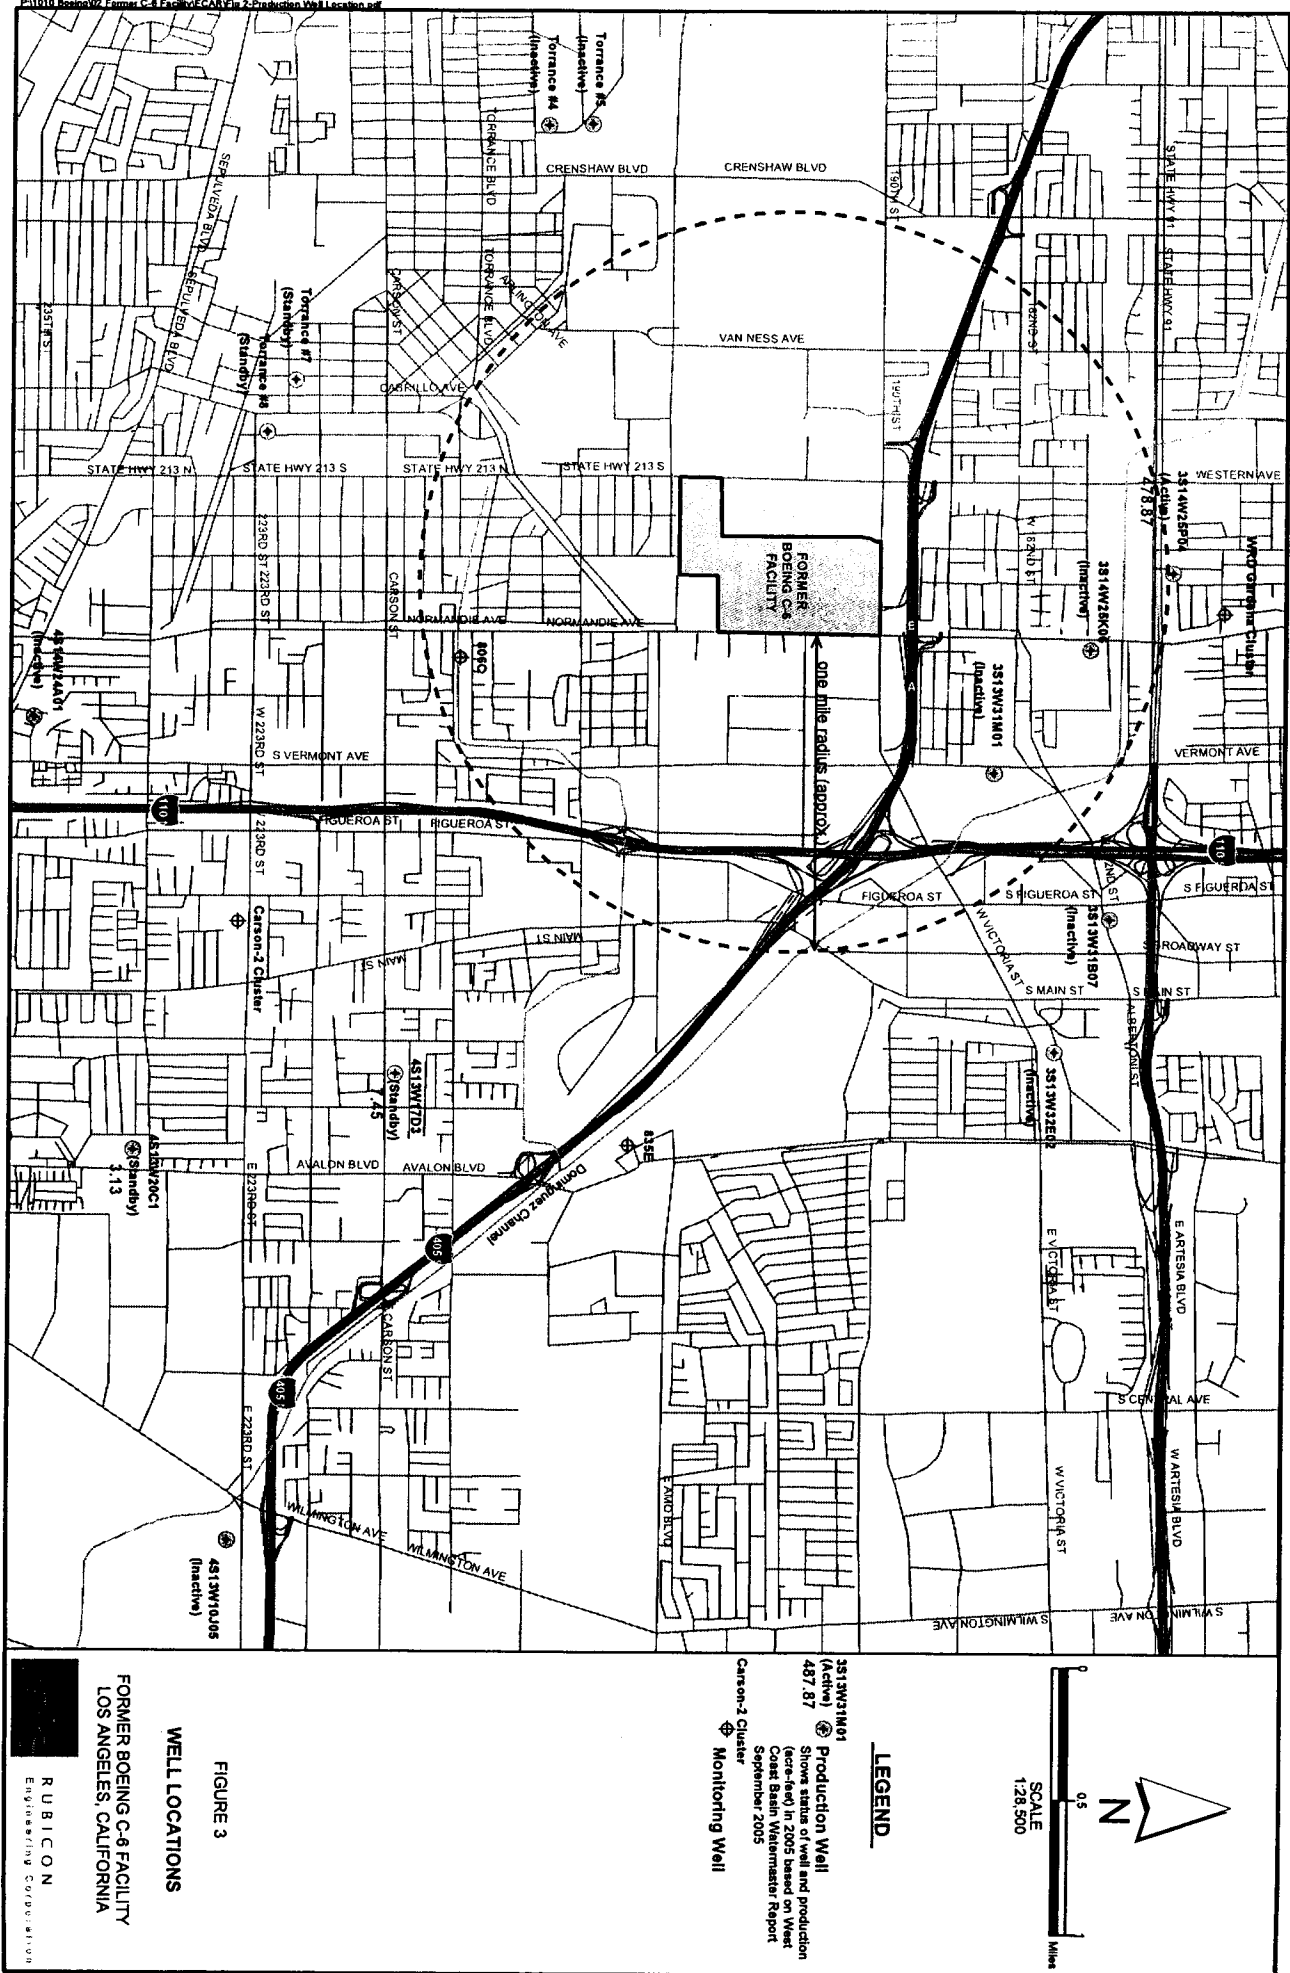 P:\1010 Boeing\02 Former C-6 Facility\ECAR\Fig 2-Production Well Location.pdf
Torrance #5
(Inactive)
Torrance #4
(Inactive)
CRENSHAW BLVD
CRENSHAW BLVD
TORRANCE BLVD
TORRANCE BLVD
190TH ST
190TH ST
STATE HWY 91
STATE HWY 91
SEPULVEDA BLVD
SEPULVEDA BLVD
235TH ST
CARSON ST
ARLINGTON AVE
VAN NESS AVE
182ND ST
Torrance #7
(Standby)
Torrance #8
(Standby)
CABRILLO AVE
STATE HWY 213 N
STATE HWY 213 S
STATE HWY 213 N
STATE HWY 213 S
WESTERN AVE
3S14W25P04
(Active)
478.87
WRD Gardena Cluster
W 182ND ST
3S14W25K06
(Inactive)
FORMER
BOEING C-6
FACILITY
223RD ST
223RD ST
CARSON ST
NORMANDIE AVE
NORMANDIE AVE
806C
B
A
one mile radius (approx.)
3S13W31M01
(Inactive)
4S14W24A01
(Inactive)
W 223RD ST
S VERMONT AVE
VERMONT AVE
110
FIGUEROA ST
FIGUEROA ST
W 223RD ST
110
FIGUEROA ST
S FIGUEROA ST
S FIGUEROA ST
W VICTORIA ST
3S13W31B07
(Inactive)
S BROADWAY ST
Carson-2 Cluster
MAIN ST
MAIN ST
S MAIN ST
S MAIN ST
ALBERTONI ST
4S13W17D3
(Standby)
.45
3S13W32E02
(Inactive)
835E
4S13W20C1
(Standby)
3.13
AVALON BLVD
AVALON BLVD
Dominguez Channel
E 223RD ST
405
E VICTORIA ST
E ARTESIA BLVD
E CARSON ST
405
S CENTRAL AVE
E 223RD ST
WILMINGTON AVE
WILMINGTON AVE
W VICTORIA ST
W ARTESIA BLVD
4S13W10J05
(Inactive)
S WILMINGTON AVE
S WILMINGTON AVE
N
SCALE
1:28,500
0
0.5
1
Miles
LEGEND
3S13W31M01
(Active)
487.87
Production Well
Shows status of well and production
(acre-feet) in 2005 based on West
Coast Basin Watermaster Report
September 2005
Carson-2 Cluster
Monitoring Well
FIGURE 3
WELL LOCATIONS
FORMER BOEING C-6 FACILITY
LOS ANGELES, CALIFORNIA
RUBICON
Engineering Corporation